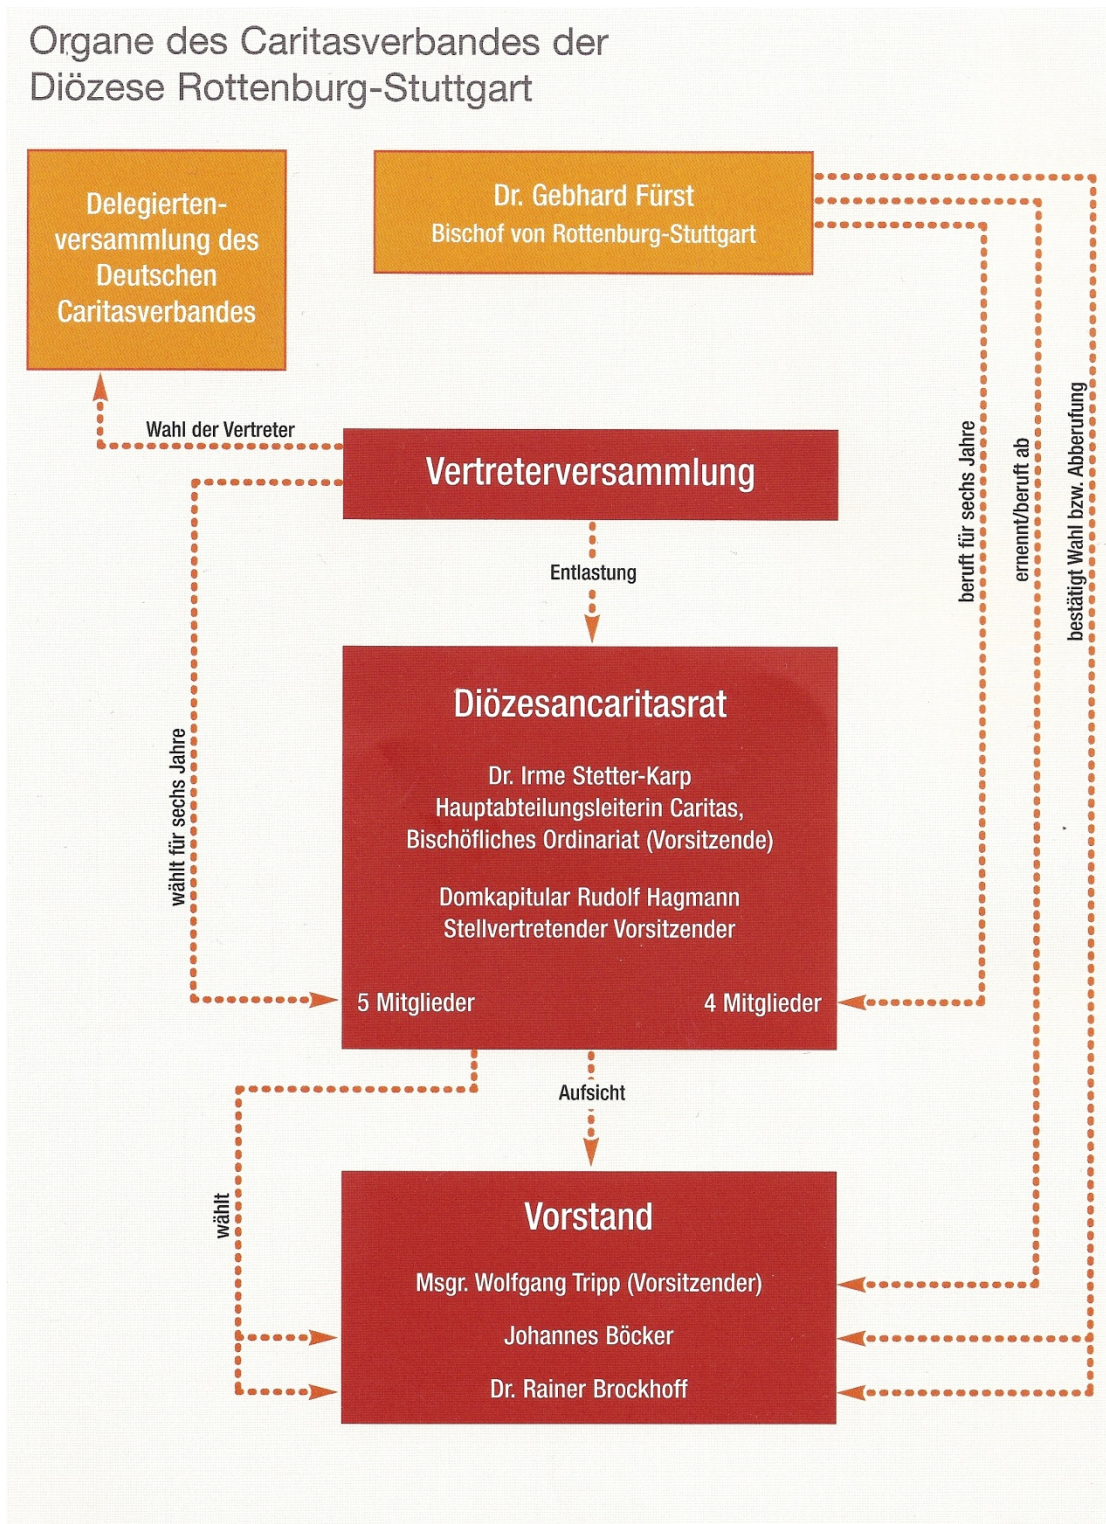 Organe des Caritasverbandes der
Diözese Rottenburg-Stuttgart
Delegierten-
versammlung des
Deutschen
Caritasverbandes
Dr. Gebhard Fürst
Bischof von Rottenburg-Stuttgart
Wahl der Vertreter
Vertreterversammlung
Entlastung
beruft für sechs Jahre
ernennt/beruft ab
bestätigt Wahl bzw. Abberufung
wählt für sechs Jahre
Diözesancaritasrat
Dr. Irme Stetter-Karp
Hauptabteilungsleiterin Caritas,
Bischöfliches Ordinariat (Vorsitzende)
Domkapitular Rudolf Hagmann
Stellvertretender Vorsitzender
5 Mitglieder
4 Mitglieder
Aufsicht
wählt
Vorstand
Msgr. Wolfgang Tripp (Vorsitzender)
Johannes Böcker
Dr. Rainer Brockhoff